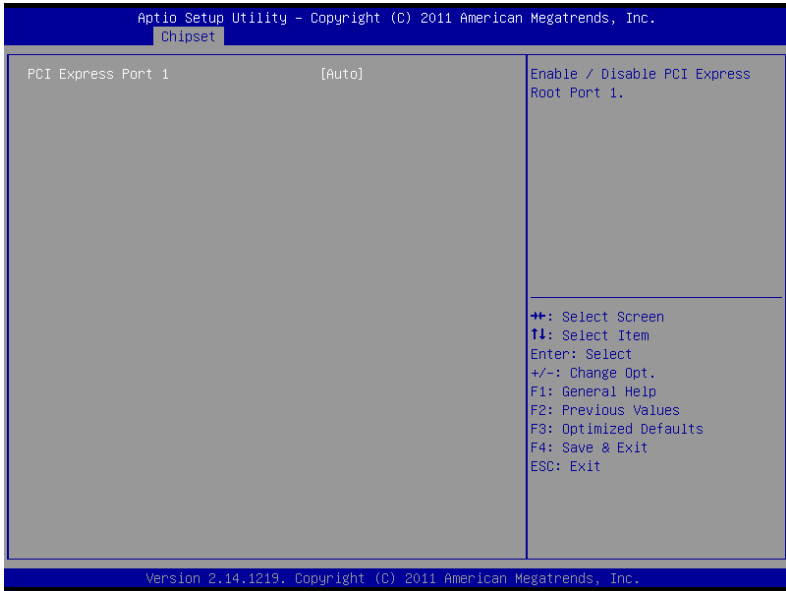 Aptio Setup Utility – Copyright (C) 2011 American Megatrends, Inc.
Chipset
PCI Express Port 1 [Auto]
Enable / Disable PCI Express
Root Port 1.
→←: Select Screen
↑↓: Select Item
Enter: Select
+/-: Change Opt.
F1: General Help
F2: Previous Values
F3: Optimized Defaults
F4: Save & Exit
ESC: Exit
Version 2.14.1219. Copyright (C) 2011 American Megatrends, Inc.